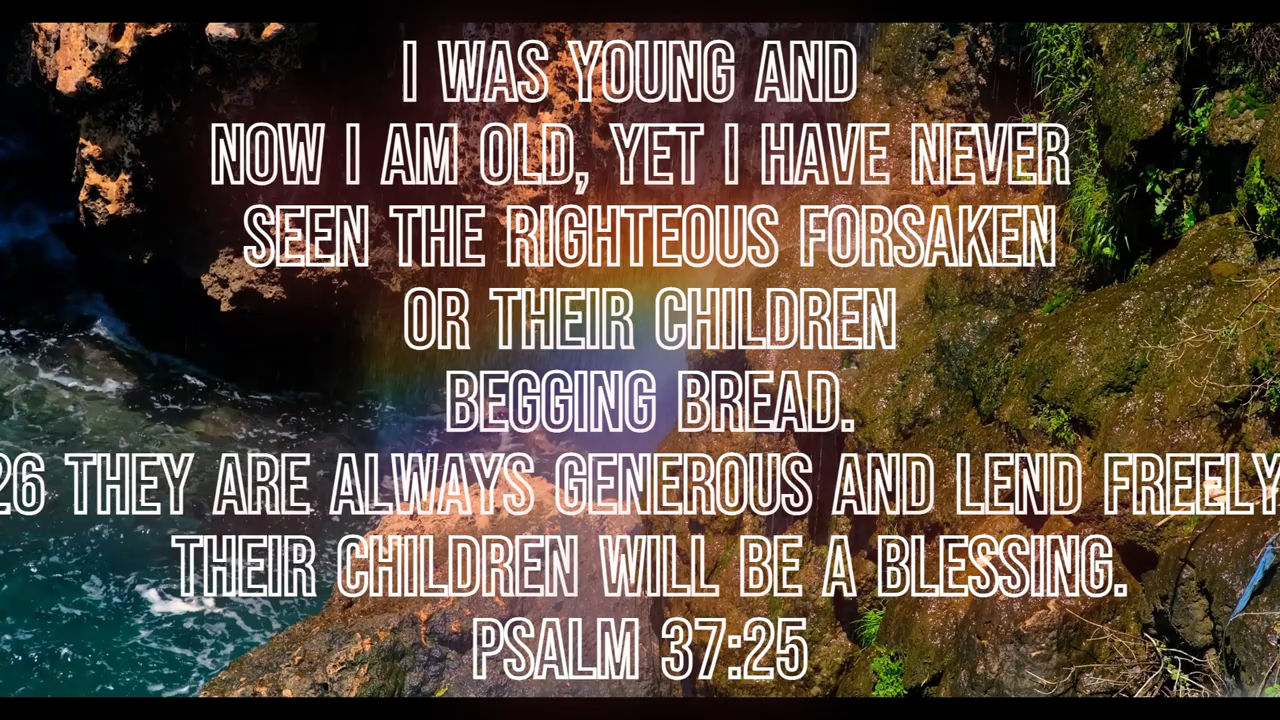 I WAS YOUNG AND
NOW I AM OLD, YET I HAVE NEVER
SEEN THE RIGHTEOUS FORSAKEN
OR THEIR CHILDREN
BEGGING BREAD.
26 THEY ARE ALWAYS GENEROUS AND LEND FREELY
THEIR CHILDREN WILL BE A BLESSING.
PSALM 37:25